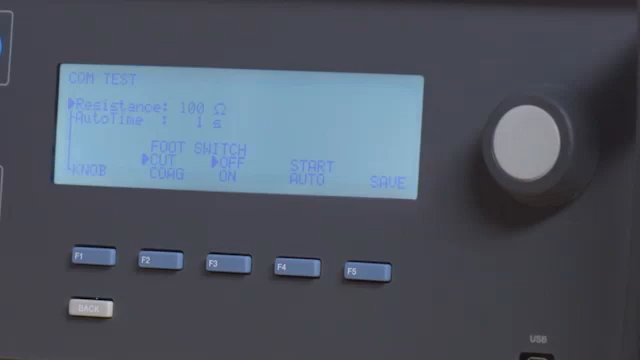 COM TEST
▶Resistance: 100 Ω
AutoTime : 1 s
FOOT SWITCH
▶CUT ▶OFF START
KNOB COAG ON AUTO SAVE
F1 F2 F3 F4 F5
BACK
USB